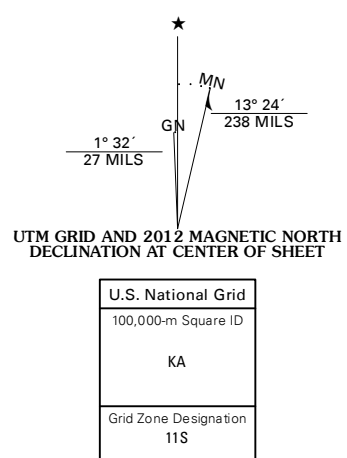 ★
MN
GN
13° 24´
238 MILS
1° 32´
27 MILS
UTM GRID AND 2012 MAGNETIC NORTH
DECLINATION AT CENTER OF SHEET
U.S. National Grid
100,000-m Square ID
KA
Grid Zone Designation
11S